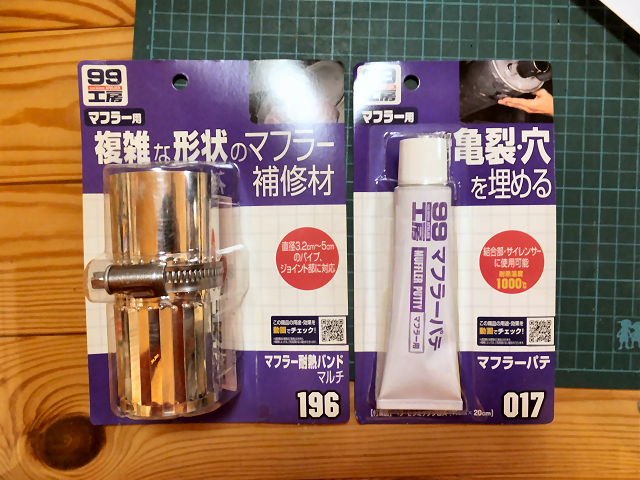 99
工房
マフラー用
複雑な形状のマフラー
補修材
直径3.2cm〜5cm
のパイプ、
ジョイント部に対応
この商品の用途・効果を
動画でチェック!
マフラー耐熱バンド
マルチ
196
99
工房
マフラー用
亀裂・穴
を埋める
99
工房
マフラーパテ
MUFFLER PUTTY
マフラー用
結合部・サイレンサー
に使用可能
耐熱温度
1000℃
この商品の用途・効果を
動画でチェック!
マフラーパテ
017
× 20cm)